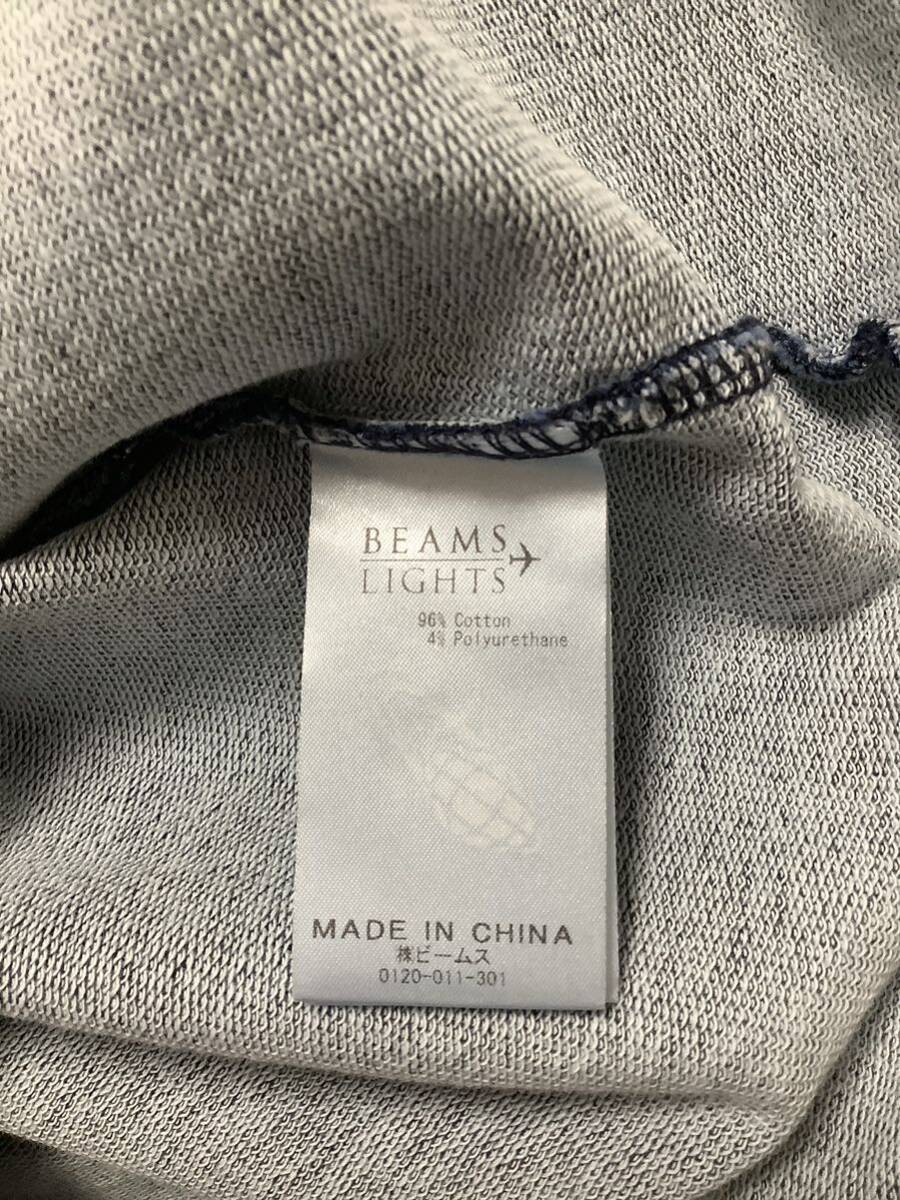 BEAMS
LIGHTS
96% Cotton
4% Polyurethane
MADE IN CHINA
㈱ビームス
0120-011-301